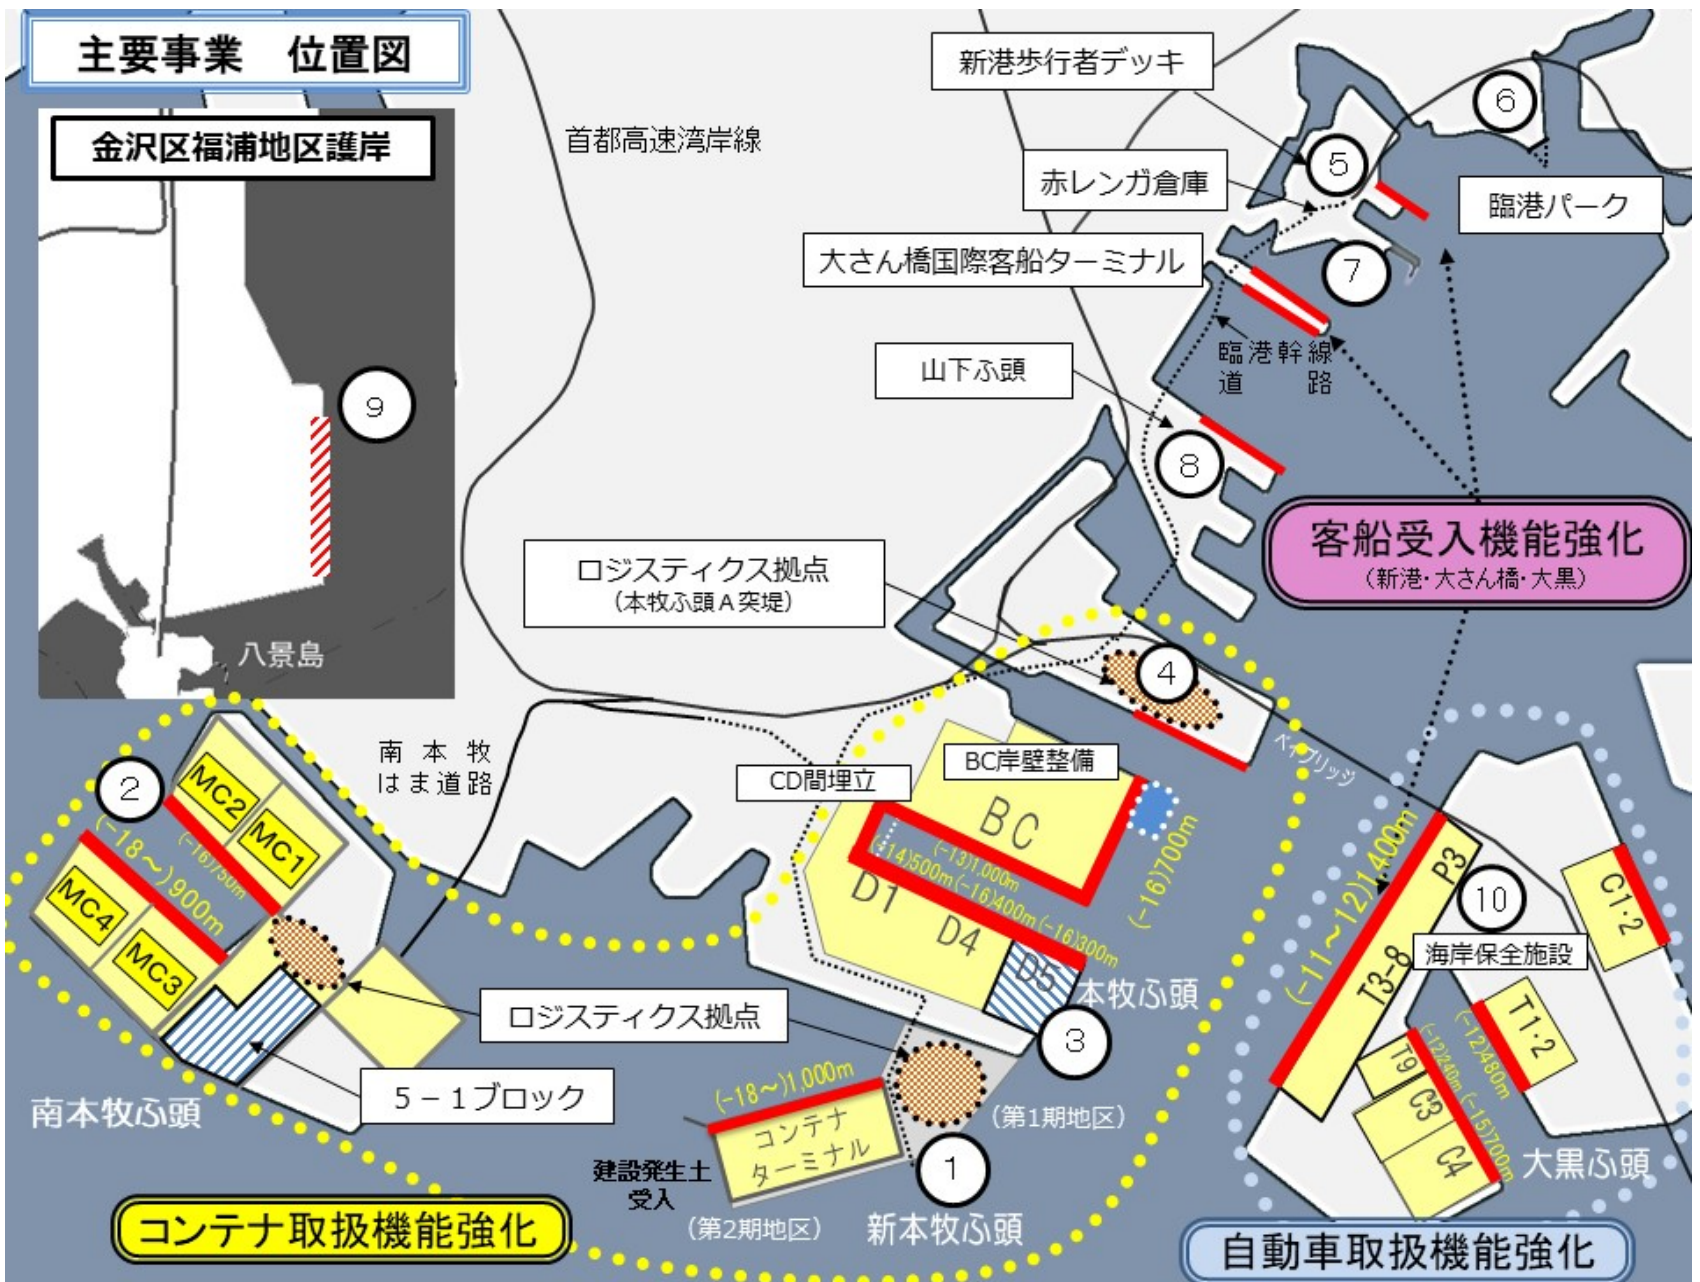 主要事業　位置図
金沢区福浦地区護岸
八景島
⑨
首都高速湾岸線
新港歩行者デッキ
⑥
⑤
赤レンガ倉庫
臨港パーク
大さん橋国際客船ターミナル
⑦
臨港幹線
道　　路
山下ふ頭
⑧
客船受入機能強化
(新港・大さん橋・大黒)
ロジスティクス拠点
(本牧ふ頭Ａ突堤)
④
ベイブリッジ
南　本　牧
はま道路
CD間埋立
BC岸壁整備
②
MC2
MC1
(-16)750m
(-18～)900m
MC4
MC3
BC
(-13)1,000m
(-14)500m(-16)400m(-16)300m
(-16)700m
D1
D4
D5
本牧ふ頭
③
ロジスティクス拠点
５－１ブロック
南本牧ふ頭
(-18～)1,000m
コンテナ
ターミナル
(第1期地区)
①
建設発生土
受入
(第2期地区)
新本牧ふ頭
コンテナ取扱機能強化
(-11～-12)1400m
P3
T3-8
⑩
海岸保全施設
C1･2
T1･2
(-12)480m
(-12)240m
(-15)700m
T9
C3
C4
大黒ふ頭
自動車取扱機能強化